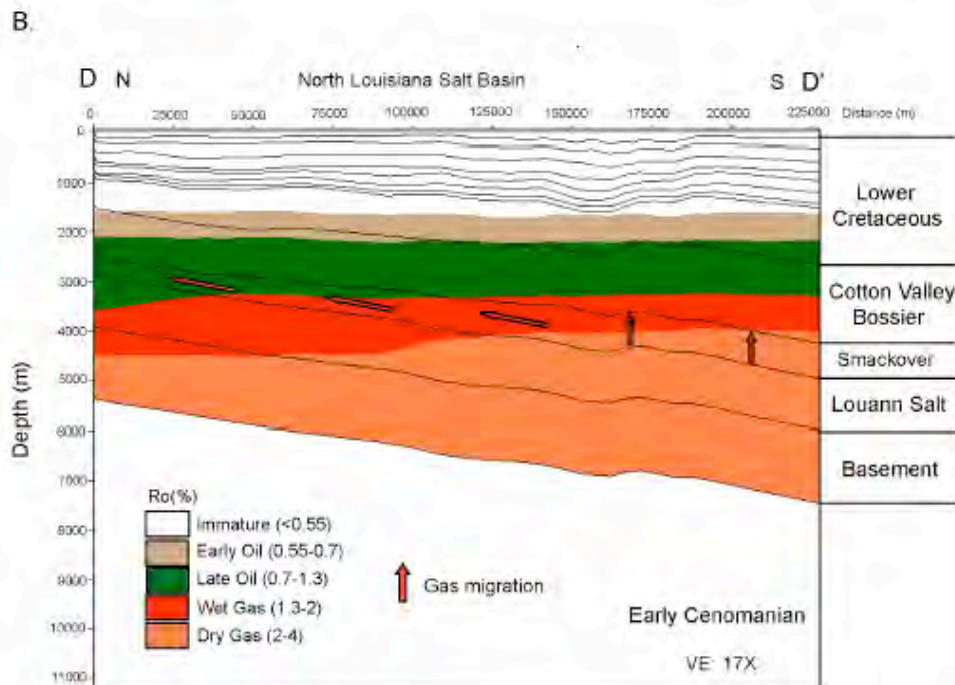 B.
D N North Louisiana Salt Basin S D'
0 25000 50000 75000 100000 125000 150000 175000 200000 225000 Distance (m)
0
1000
2000
3000
4000
5000
6000
7000
8000
9000
10000
11000
Depth (m)
Lower
Cretaceous
Cotton Valley
Bossier
Smackover
Louann Salt
Basement
Ro(%)
Immature (<0.55)
Early Oil (0.55-0.7)
Late Oil (0.7-1.3)
Wet Gas (1.3-2)
Dry Gas (2-4)
Gas migration
Early Cenomanian
VE: 17X